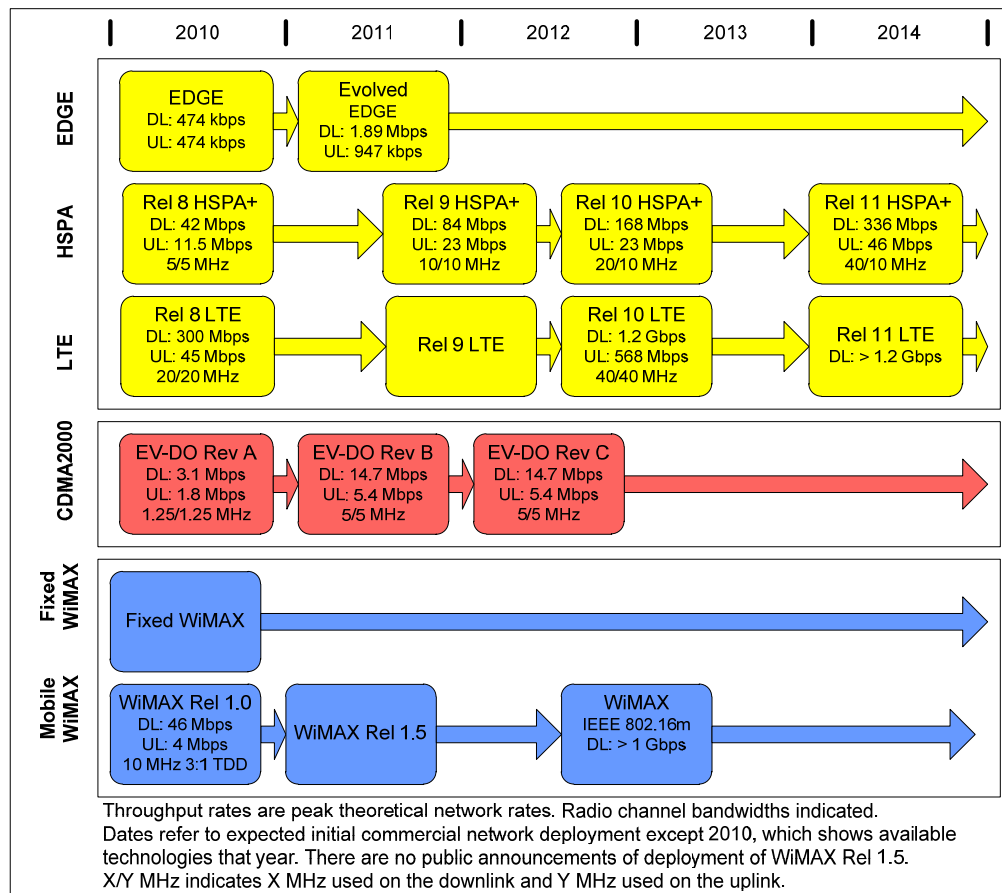 2010 2011 2012 2013 2014
EDGE
EDGE
DL: 474 kbps
UL: 474 kbps
Evolved
EDGE
DL: 1.89 Mbps
UL: 947 kbps
HSPA
Rel 8 HSPA+
DL: 42 Mbps
UL: 11.5 Mbps
5/5 MHz
Rel 9 HSPA+
DL: 84 Mbps
UL: 23 Mbps
10/10 MHz
Rel 10 HSPA+
DL: 168 Mbps
UL: 23 Mbps
20/10 MHz
Rel 11 HSPA+
DL: 336 Mbps
UL: 46 Mbps
40/10 MHz
LTE
Rel 8 LTE
DL: 300 Mbps
UL: 45 Mbps
20/20 MHz
Rel 9 LTE
Rel 10 LTE
DL: 1.2 Gbps
UL: 568 Mbps
40/40 MHz
Rel 11 LTE
DL: > 1.2 Gbps
CDMA2000
EV-DO Rev A
DL: 3.1 Mbps
UL: 1.8 Mbps
1.25/1.25 MHz
EV-DO Rev B
DL: 14.7 Mbps
UL: 5.4 Mbps
5/5 MHz
EV-DO Rev C
DL: 14.7 Mbps
UL: 5.4 Mbps
5/5 MHz
Fixed
WiMAX
Fixed WiMAX
Mobile
WiMAX
WiMAX Rel 1.0
DL: 46 Mbps
UL: 4 Mbps
10 MHz 3:1 TDD
WiMAX Rel 1.5
WiMAX
IEEE 802.16m
DL: > 1 Gbps
Throughput rates are peak theoretical network rates. Radio channel bandwidths indicated.
Dates refer to expected initial commercial network deployment except 2010, which shows available
technologies that year. There are no public announcements of deployment of WiMAX Rel 1.5.
X/Y MHz indicates X MHz used on the downlink and Y MHz used on the uplink.